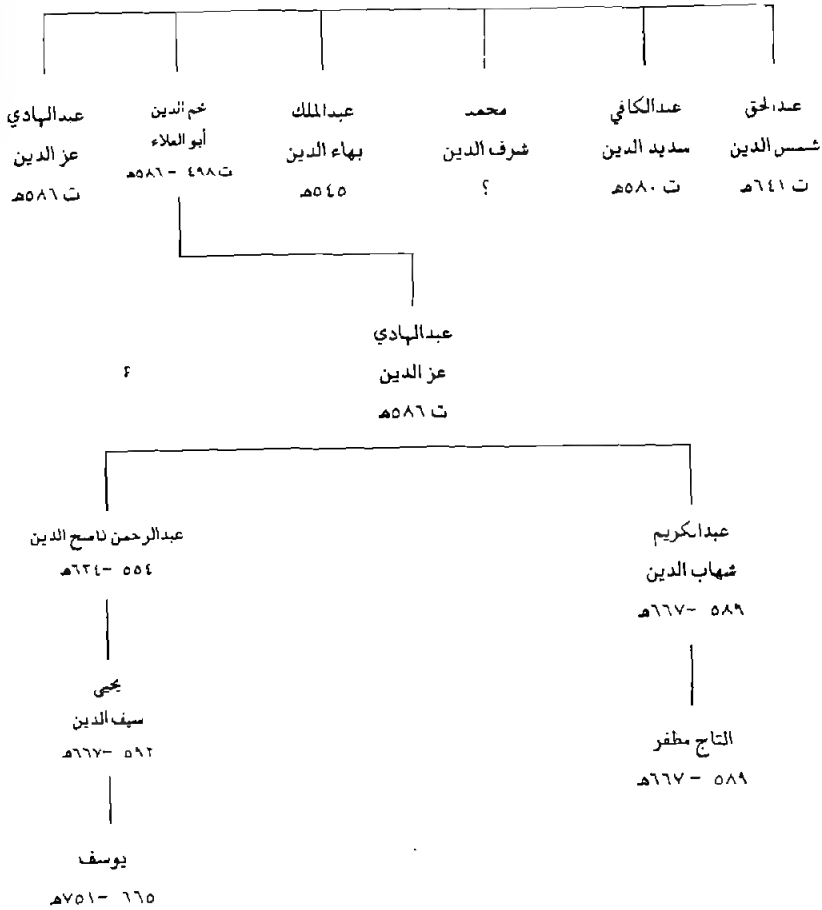 عبدالحق
شمس الدين
ت ٦٤١هـ
عبدالكافي
سديد الدين
ت ٥٨٠هـ
محمد
شرف الدين
؟
عبدالملك
بهاء الدين
٥٤٥هـ
نجم الدين
أبو العلاء
ت ٤٩٨ – ٥٨٦هـ
عبدالهادي
عز الدين
ت ٥٨٦هـ
عبدالهادي
عز الدين
ت ٥٨٦هـ
؟
عبدالكريم
شهاب الدين
٥٨٩ –٦٦٧هـ
التاج مظفر
٥٨٩ – ٦٦٧هـ
عبدالرحمن ناصح الدين
٥٥٤ –٦٣٤هـ
يحيى
سيف الدين
٥٩٢ –٦٦٧هـ
يوسف
٦٦٥ –٧٥١هـ